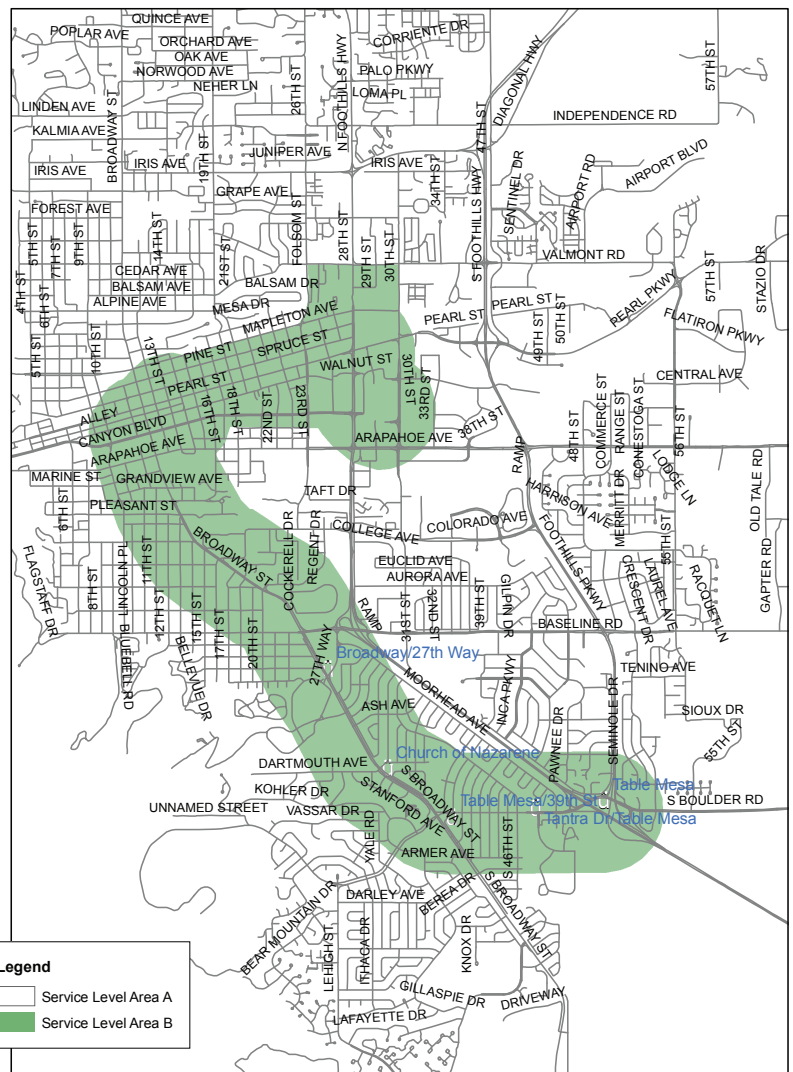 QUINCE AVE
POPLAR AVE
ORCHARD AVE
OAK AVE
NORWOOD AVE
NEHER LN
26TH ST
N FOOTHILLS HWY
CORRIENTE DR
PALO PKWY
LOMA PL
DIAGONAL HWY
57TH ST
LINDEN AVE
KALMIA AVE
BROADWAY ST
INDEPENDENCE RD
47TH ST
IRIS AVE
IRIS AVE
19TH ST
JUNIPER AVE
IRIS AVE
34TH ST
SENTINEL DR
AIRPORT RD
AIRPORT BLVD
GRAPE AVE
FOREST AVE
4TH ST
5TH ST
7TH ST
9TH ST
14TH ST
21ST ST
FOLSOM ST
28TH ST
29TH ST
30TH ST
S FOOTHILLS HWY
VALMONT RD
CEDAR AVE
BALSAM AVE
ALPINE AVE
BALSAM DR
6TH ST
MESA DR
MAPLETON AVE
57TH ST
STAZIO DR
PEARL PKWY
PEARL ST
PEARL ST
49TH ST
50TH ST
FLATIRON PKWY
5TH ST
10TH ST
13TH ST
PINE ST
SPRUCE ST
WALNUT ST
CENTRAL AVE
PEARL ST
16TH ST
18TH ST
22ND ST
23RD ST
30TH ST
33RD ST
ALLEY
CANYON BLVD
ARAPAHOE AVE
ARAPAHOE AVE
38TH ST
RAMP
48TH ST
COMMERCE ST
RANGE ST
CONESTOGA ST
56TH ST
MARINE ST
GRANDVIEW AVE
6TH ST
PLEASANT ST
TAFT DR
HARRISON AVE
MERRITT DR
LODGE LN
OLD TALE RD
COLLEGE AVE
COLORADO AVE
FOOTHILLS PKWY
55TH ST
FLAGSTAFF DR
8TH ST
LINCOLN PL
11TH ST
BROADWAY ST
COCKERELL DR
REGENT DR
EUCLID AVE
AURORA AVE
CRESCENT DR
LAUREL AVE
RACQUET LN
GAPTER RD
12TH ST
15TH ST
17TH ST
20TH ST
RAMP
31ST ST
32ND ST
39TH ST
GILPIN DR
BASELINE RD
BLUEBELL RD
BELLEVUE DR
27TH WAY
Broadway/27th Way
MOORHEAD AVE
INCA PKWY
TENINO AVE
SIOUX DR
55TH ST
ASH AVE
PAWNEE DR
SEMINOLE DR
DARTMOUTH AVE
Church of Nazarene
KOHLER DR
UNNAMED STREET
VASSAR DR
STANFORD AVE
S BROADWAY ST
Table Mesa
Table Mesa/39th St
S BOULDER RD
Tantra Dr/Table Mesa
YALE RD
ARMER AVE
S 46TH ST
BEAR MOUNTAIN DR
DARLEY AVE
BEREA DR
S BROADWAY ST
LEHIGH ST
ITHACA DR
KNOX DR
GILLASPIE DR
DRIVEWAY
LAFAYETTE DR
Legend
Service Level Area A
Service Level Area B